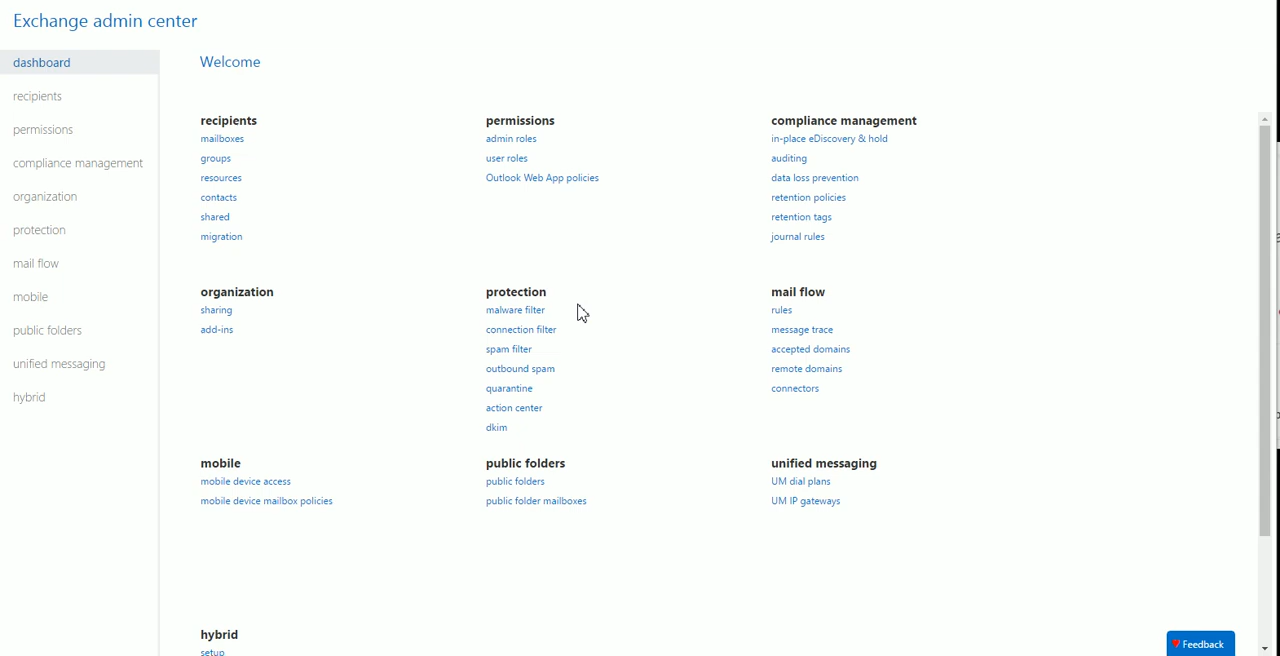 Exchange admin center
dashboard
recipients
permissions
compliance management
organization
protection
mail flow
mobile
public folders
unified messaging
hybrid
Welcome
recipients
mailboxes
groups
resources
contacts
shared
migration
permissions
admin roles
user roles
Outlook Web App policies
compliance management
in-place eDiscovery & hold
auditing
data loss prevention
retention policies
retention tags
journal rules
organization
sharing
add-ins
protection
malware filter
connection filter
spam filter
outbound spam
quarantine
action center
dkim
mail flow
rules
message trace
accepted domains
remote domains
connectors
mobile
mobile device access
mobile device mailbox policies
public folders
public folders
public folder mailboxes
unified messaging
UM dial plans
UM IP gateways
hybrid
setup
Feedback